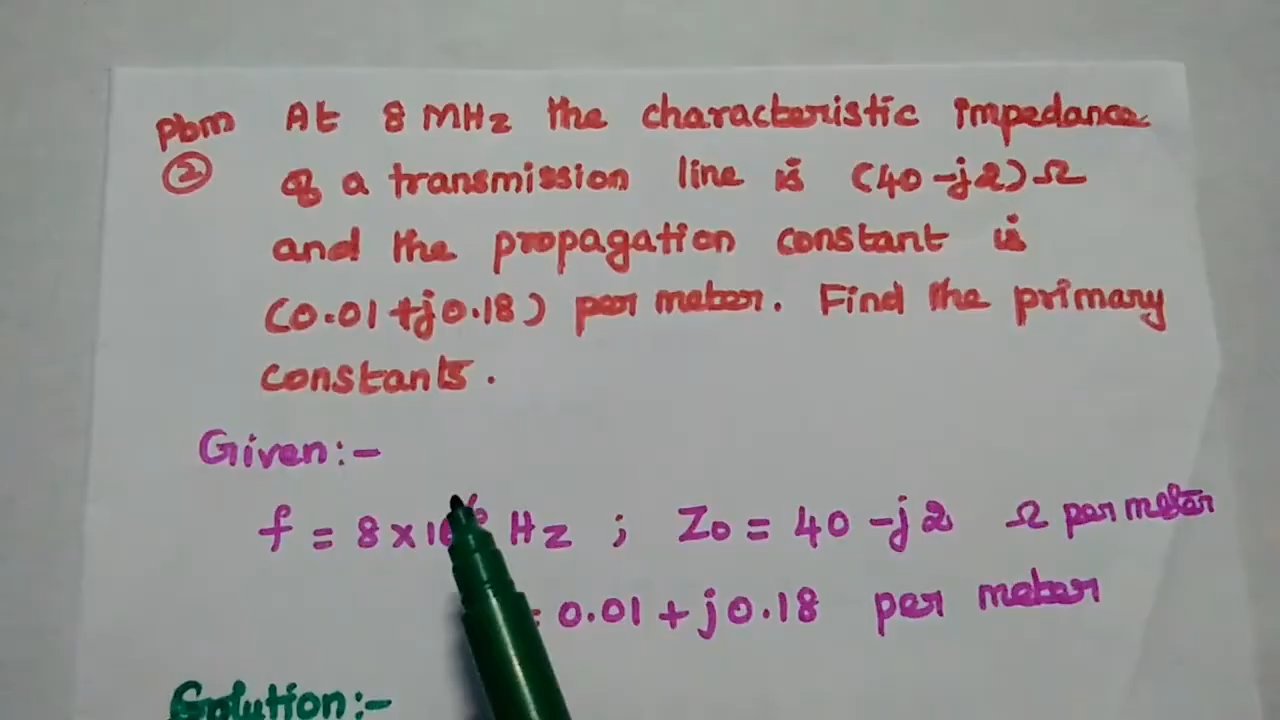 Pbm At 8 MHz the characteristic impedance
② of a transmission line is (40-j2)Ω
and the propagation constant is
(0.01+j0.18) per meter. Find the primary
constants.
Given:-
f = 8×10⁶ Hz ; Z₀ = 40-j2 Ω per meter
= 0.01 + j0.18 per meter
Solution:-